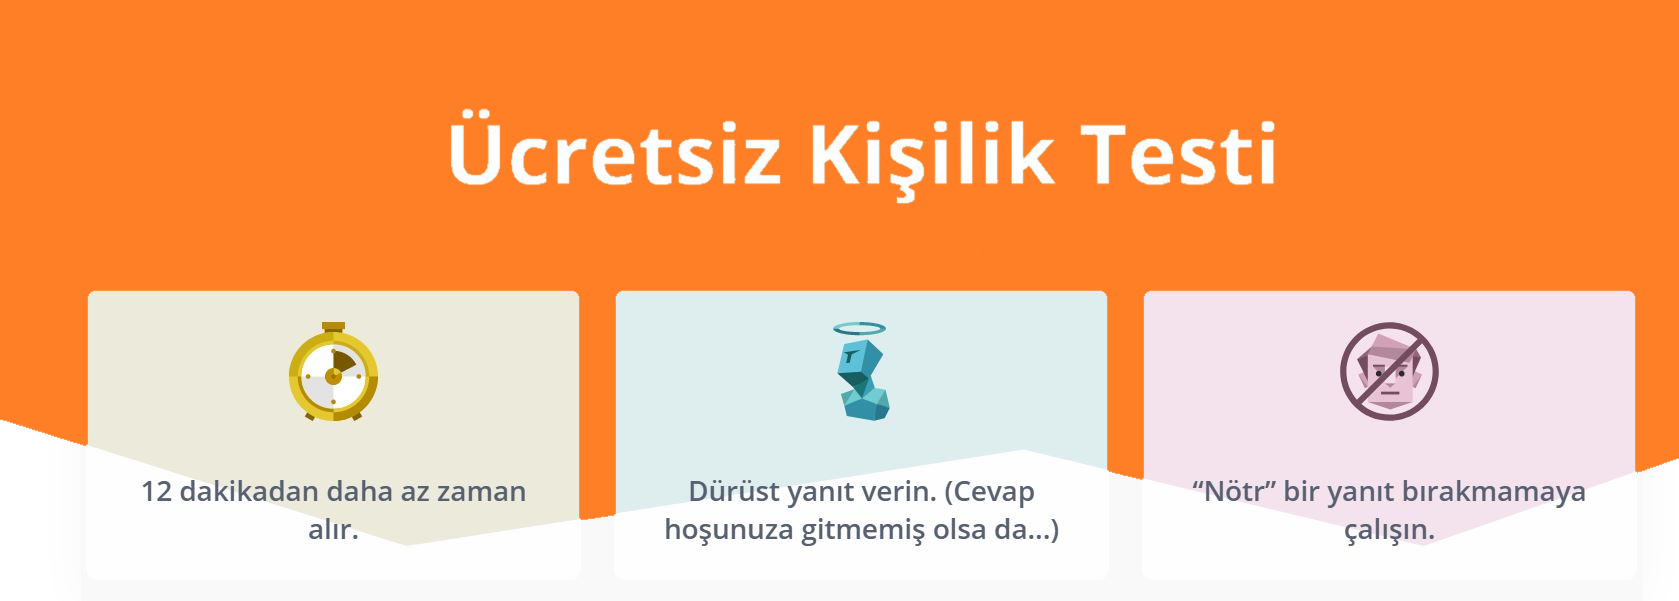 Ücretsiz Kişilik Testi
12 dakikadan daha az zaman
alır.
Dürüst yanıt verin. (Cevap
hoşunuza gitmemiş olsa da...)
“Nötr” bir yanıt bırakmamaya
çalışın.